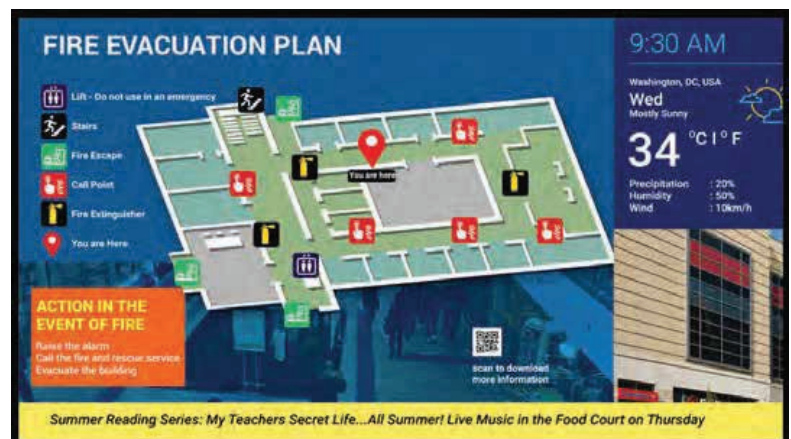 FIRE EVACUATION PLAN
Lift - Do not use in an emergency
Stairs
Fire Escape
Call Point
Fire Extinguisher
You are Here
You are here
ACTION IN THE
EVENT OF FIRE
Raise the alarm
Call the fire and rescue service
Evacuate the building
scan to download
more information
9:30 AM
Washington, DC, USA
Wed
Mostly Sunny
34 °C | ° F
Precipitation : 20%
Humidity : 50%
Wind : 10km/h
Summer Reading Series: My Teachers Secret Life...All Summer! Live Music in the Food Court on Thursday